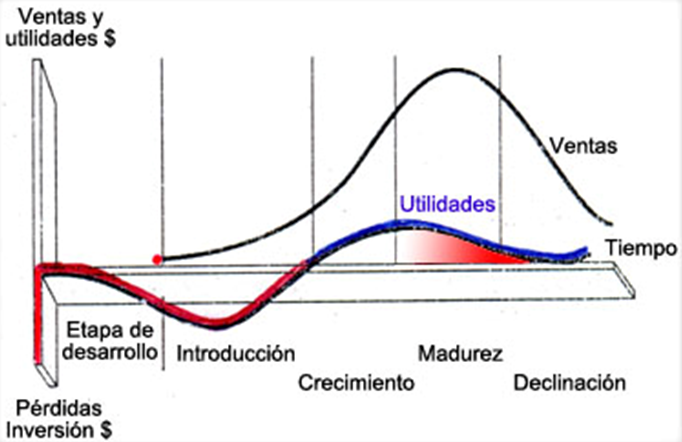 Ventas y
utilidades $
Ventas
Utilidades
Tiempo
Etapa de
desarrollo
Introducción
Madurez
Crecimiento
Declinación
Pérdidas
Inversión $